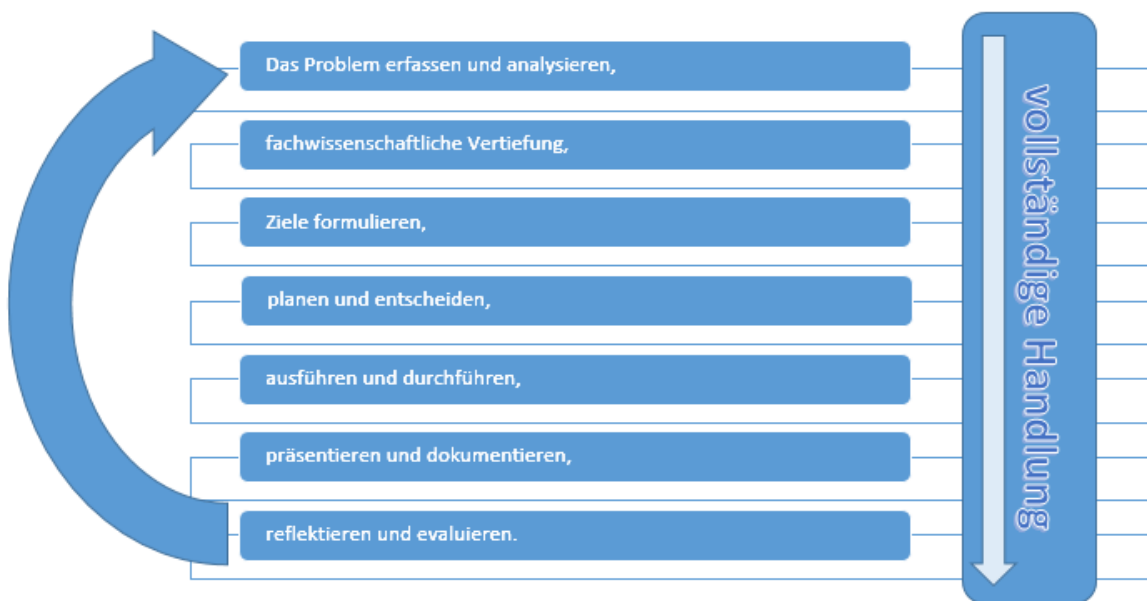 Das Problem erfassen und analysieren,
fachwissenschaftliche Vertiefung,
Ziele formulieren,
planen und entscheiden,
ausführen und durchführen,
präsentieren und dokumentieren,
reflektieren und evaluieren.
vollständige Handlung